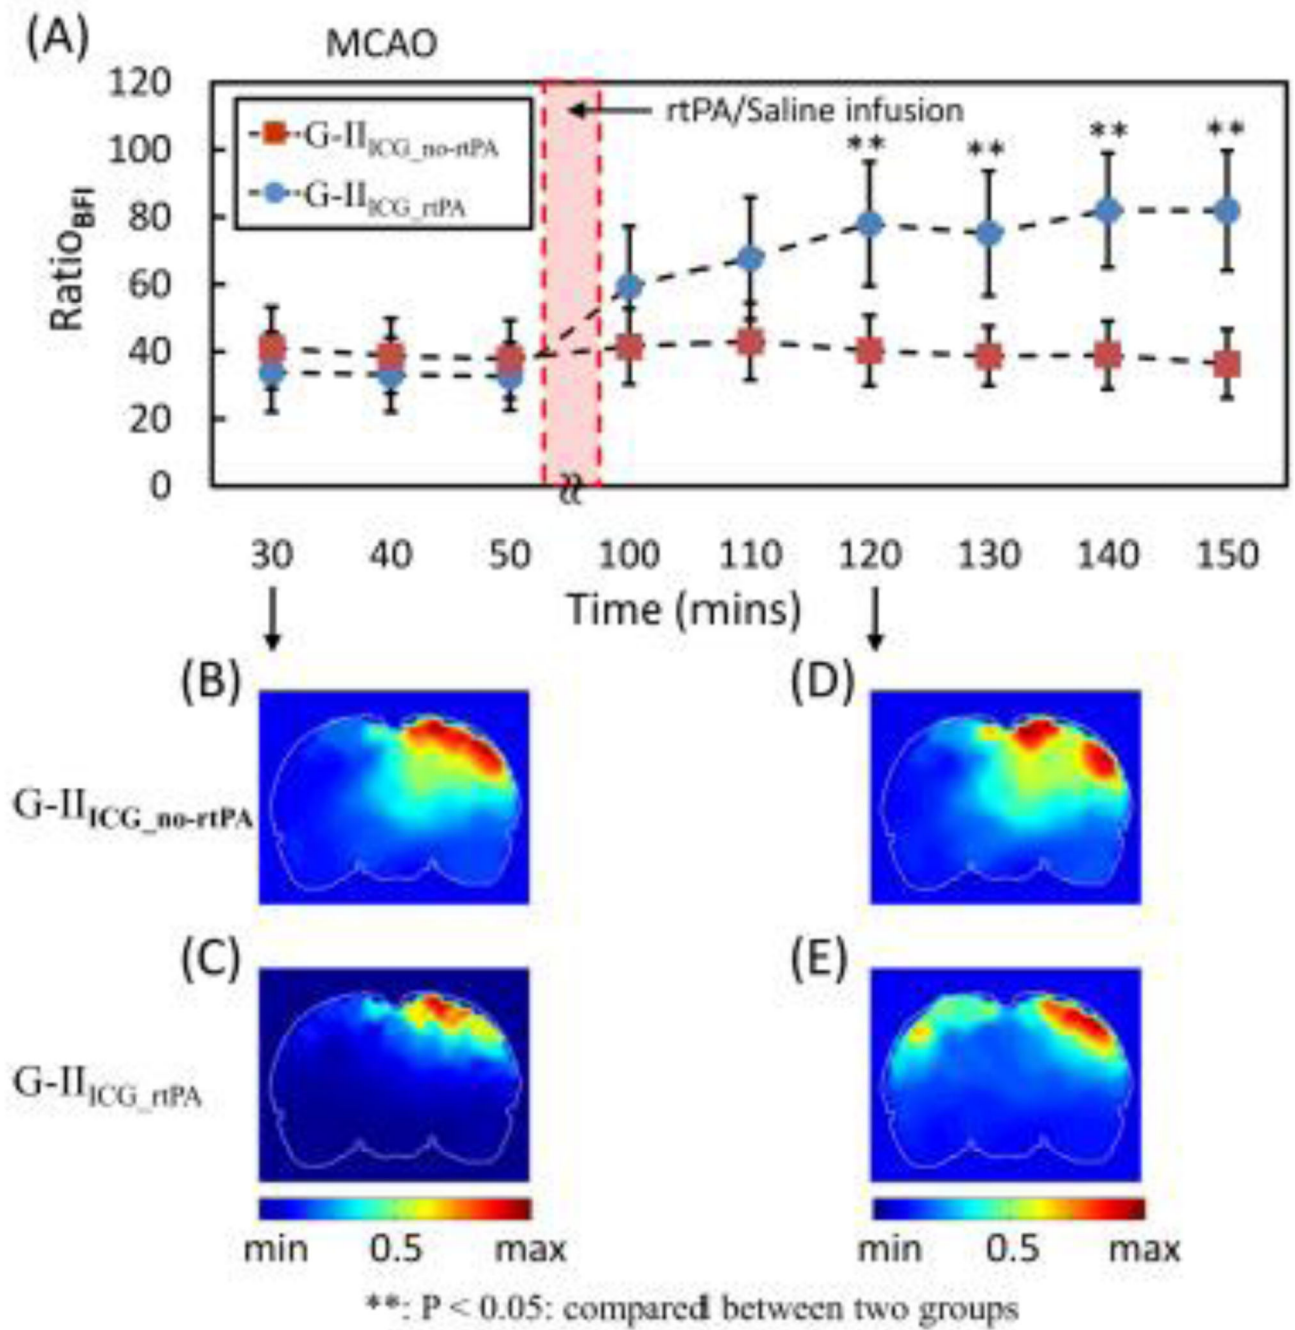 (A)
MCAO
120
100
80
60
40
20
0
Ratio_BFI
G-II_ICG_no-rtPA
G-II_ICG_rtPA
rtPA/Saline infusion
** ** ** **
30 40 50 100 110 120 130 140 150
Time (mins)
(B) (D)
G-II_ICG_no-rtPA
(C) (E)
G-II_ICG_rtPA
min 0.5 max min 0.5 max
**: P < 0.05: compared between two groups